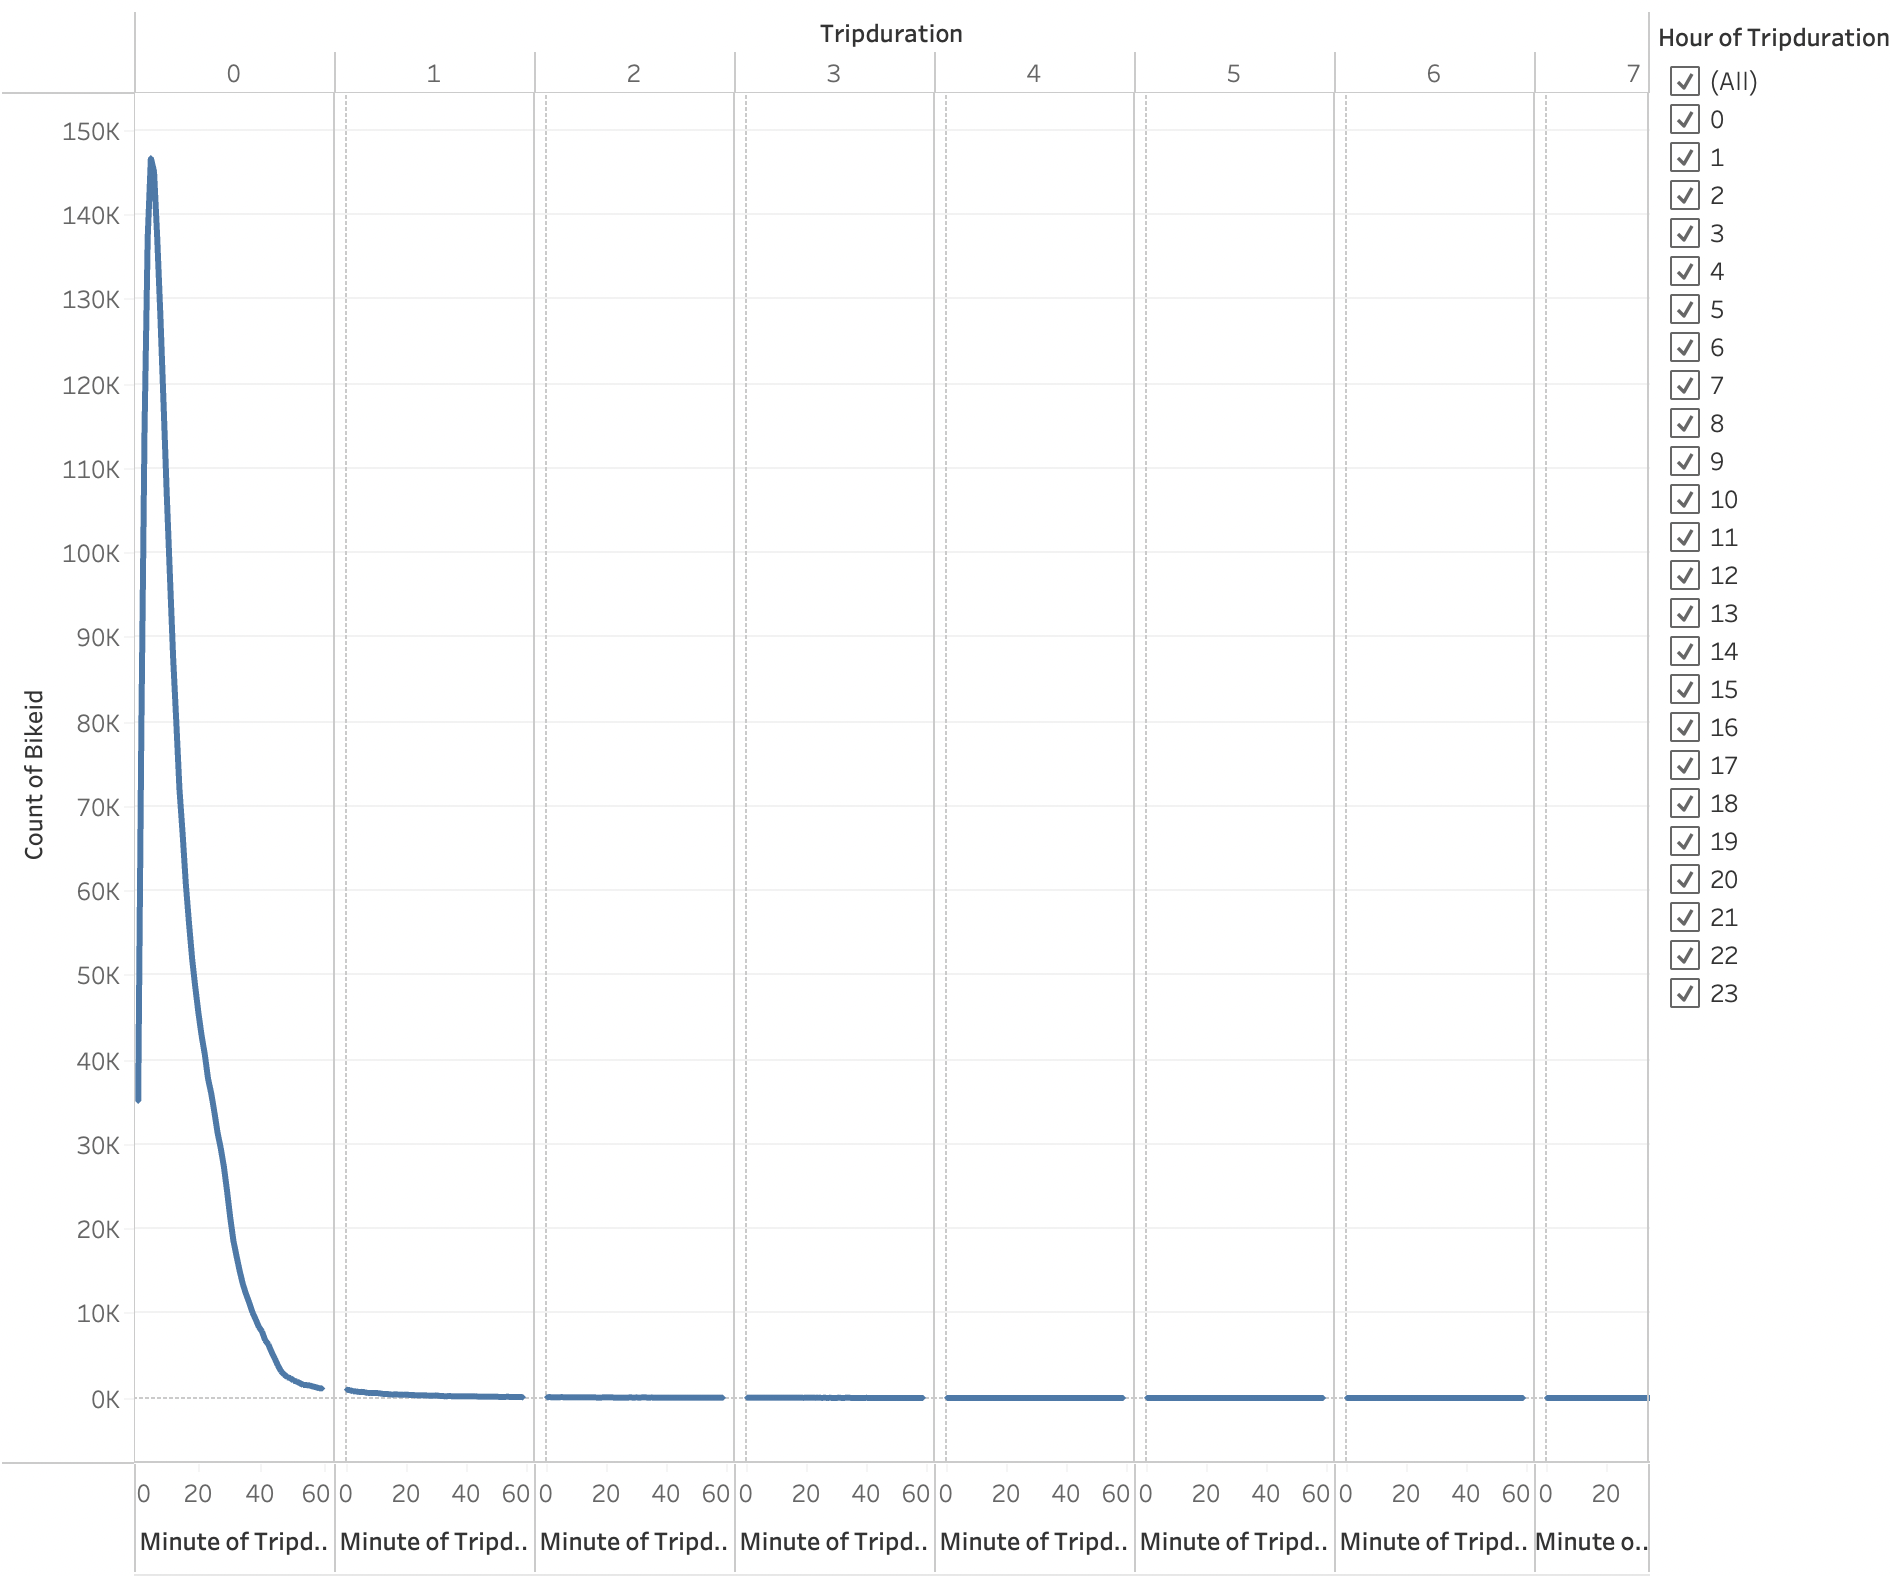 Tripduration
0 1 2 3 4 5 6 7
150K
140K
130K
120K
110K
100K
90K
80K
70K
60K
50K
40K
30K
20K
10K
0K
Count of Bikeid
0 20 40 60 0 20 40 60 0 20 40 60 0 20 40 60 0 20 40 60 0 20 40 60 0 20 40 60 0 20
Minute of Tripd.. Minute of Tripd.. Minute of Tripd.. Minute of Tripd.. Minute of Tripd.. Minute of Tripd.. Minute of Tripd.. Minute o..
Hour of Tripduration
(All)
0
1
2
3
4
5
6
7
8
9
10
11
12
13
14
15
16
17
18
19
20
21
22
23